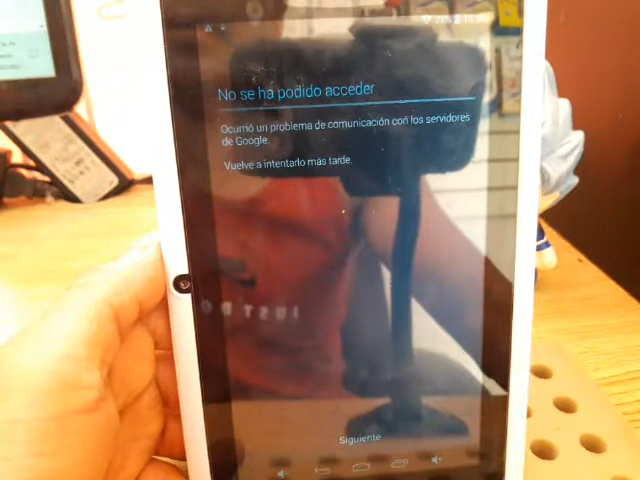 No se ha podido acceder
Ocurrió un problema de comunicación con los servidores
de Google.
Vuelve a intentarlo más tarde.
Siguiente